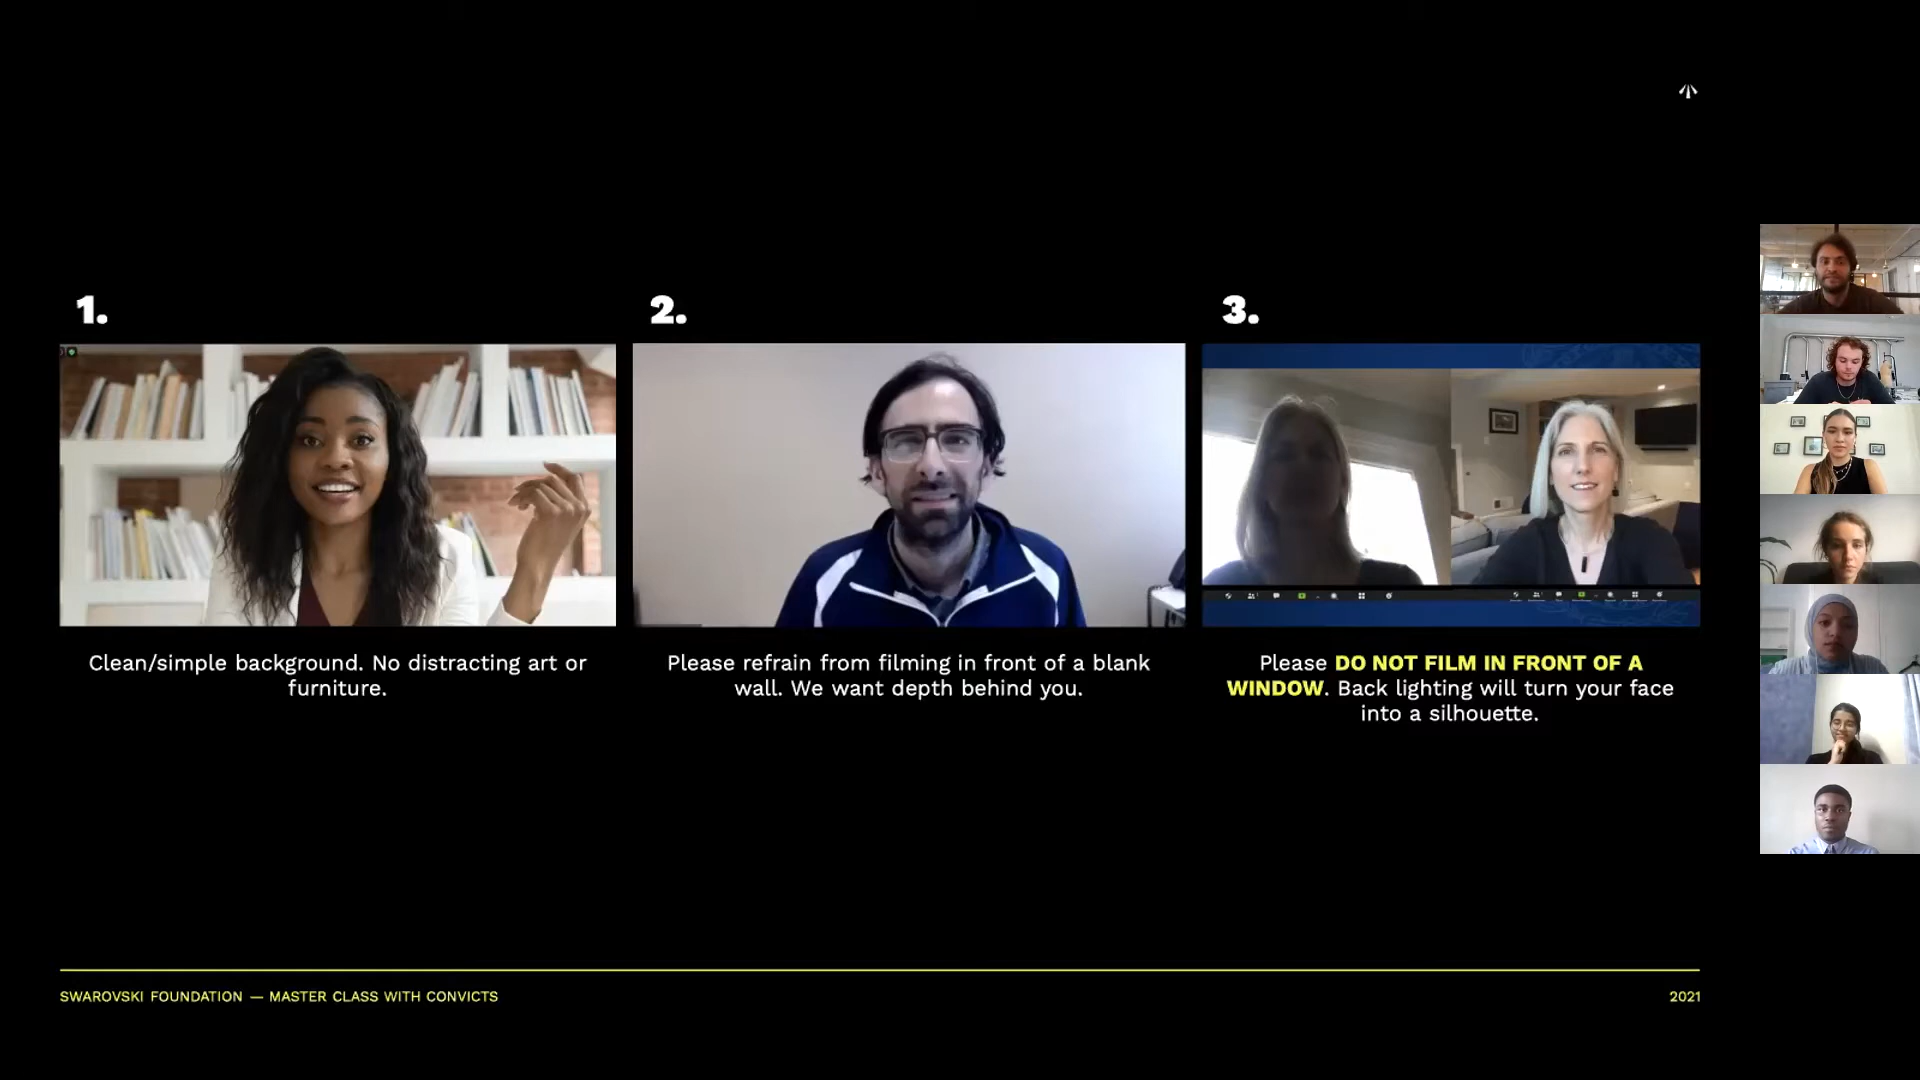 1.
Clean/simple background. No distracting art or
furniture.
2.
Please refrain from filming in front of a blank
wall. We want depth behind you.
3.
Please DO NOT FILM IN FRONT OF A
WINDOW. Back lighting will turn your face
into a silhouette.
SWAROVSKI FOUNDATION — MASTER CLASS WITH CONVICTS
2021